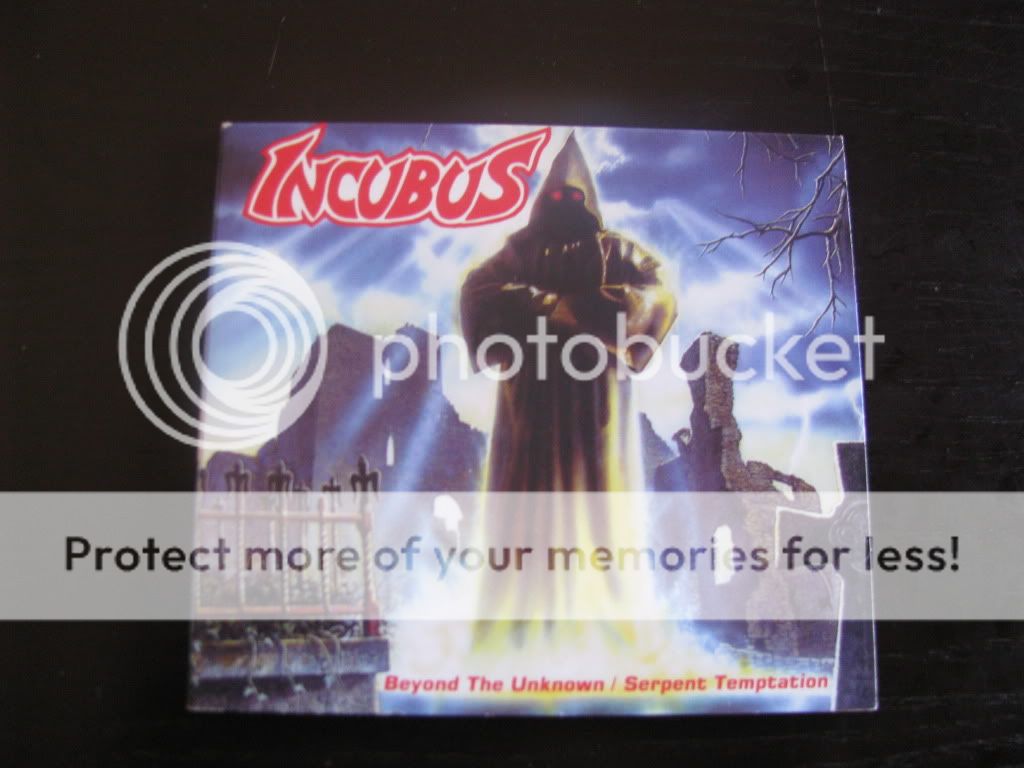 INCUBUS
photobucket
Protect more of your memories for less!
Beyond The Unknown / Serpent Temptation